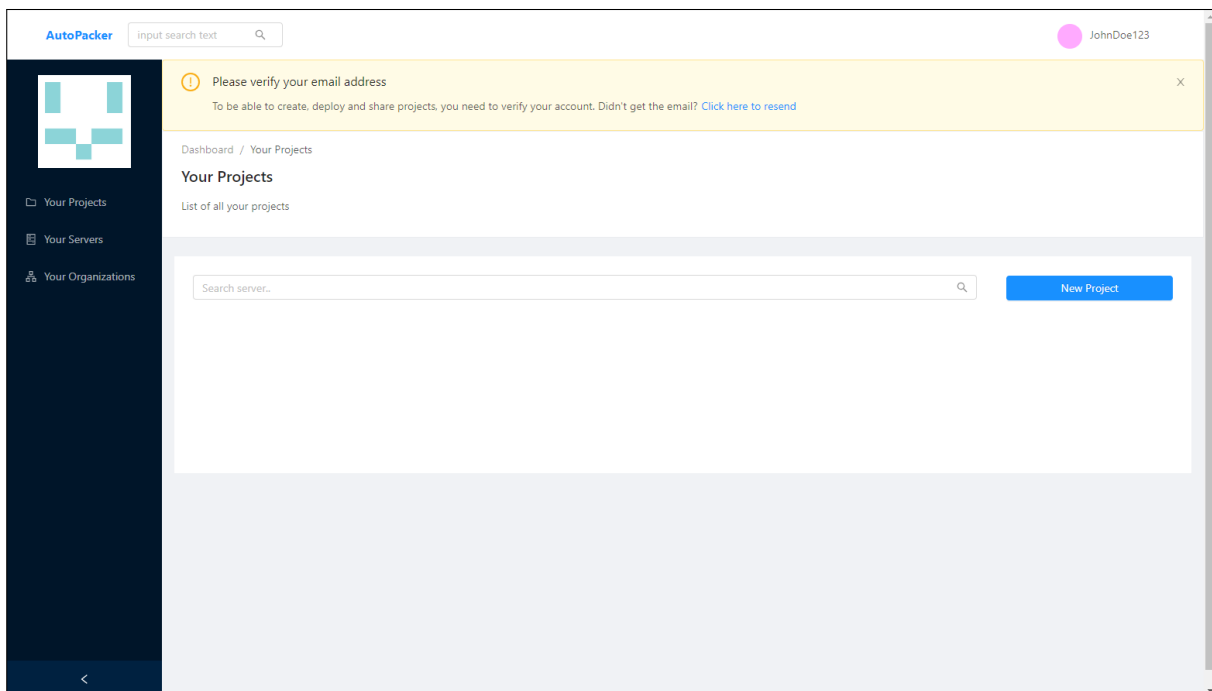 AutoPacker
input search text
JohnDoe123
Please verify your email address
To be able to create, deploy and share projects, you need to verify your account. Didn't get the email? Click here to resend
Dashboard / Your Projects
Your Projects
List of all your projects
Your Projects
Your Servers
Your Organizations
Search server..
New Project